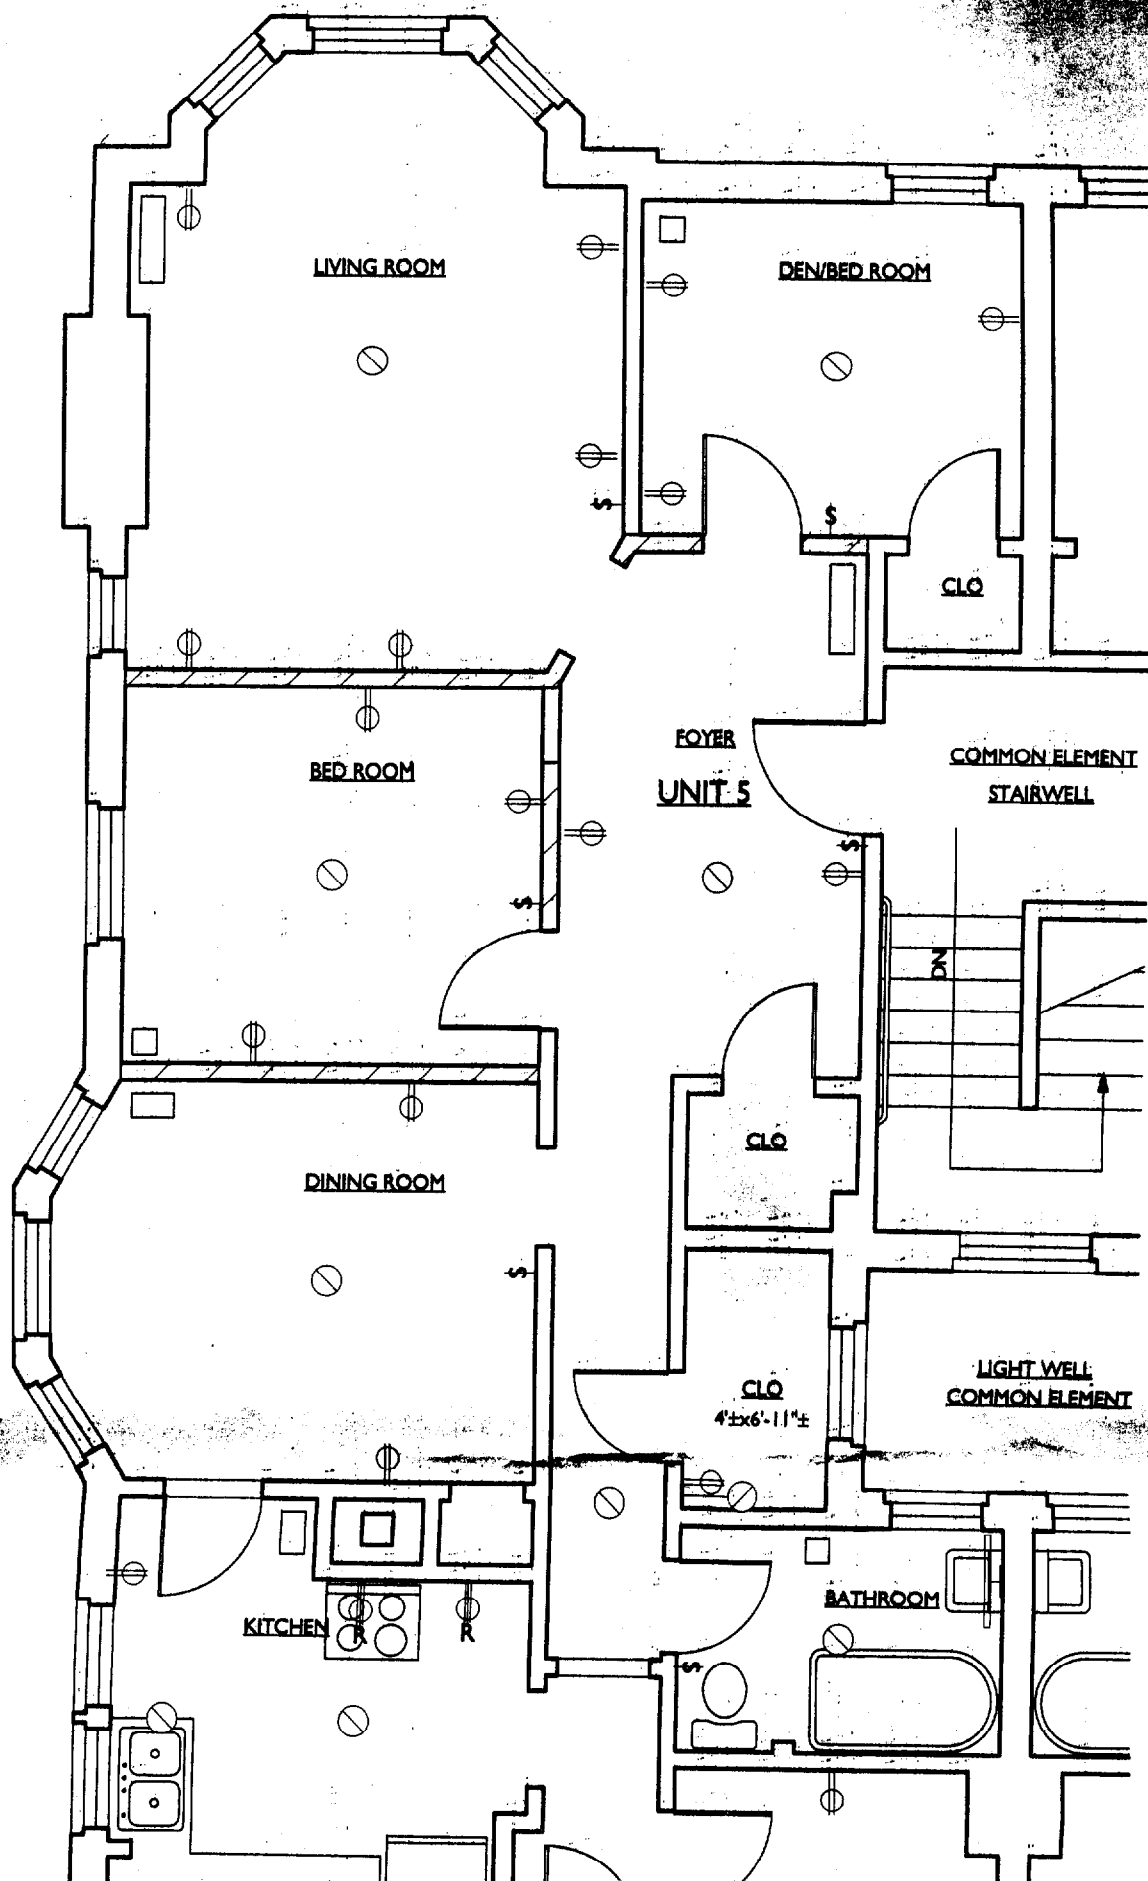 LIVING ROOM
DEN/BED ROOM
S
S
CLO
FOYER
UNIT 5
BED ROOM
COMMON ELEMENT
STAIRWELL
S
S
DN
CLO
DINING ROOM
S
CLO
4'±x6'-11"±
LIGHT WELL
COMMON ELEMENT
BATHROOM
KITCHEN
R
R
S